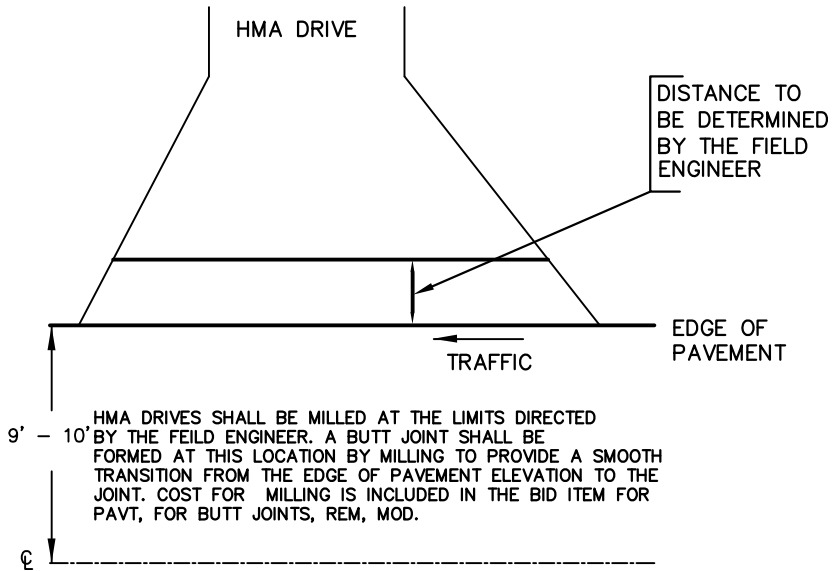 HMA DRIVE
DISTANCE TO
BE DETERMINED
BY THE FIELD
ENGINEER
EDGE OF
PAVEMENT
TRAFFIC
9' - 10'
HMA DRIVES SHALL BE MILLED AT THE LIMITS DIRECTED
BY THE FEILD ENGINEER. A BUTT JOINT SHALL BE
FORMED AT THIS LOCATION BY MILLING TO PROVIDE A SMOOTH
TRANSITION FROM THE EDGE OF PAVEMENT ELEVATION TO THE
JOINT. COST FOR MILLING IS INCLUDED IN THE BID ITEM FOR
PAVT, FOR BUTT JOINTS, REM, MOD.
℄